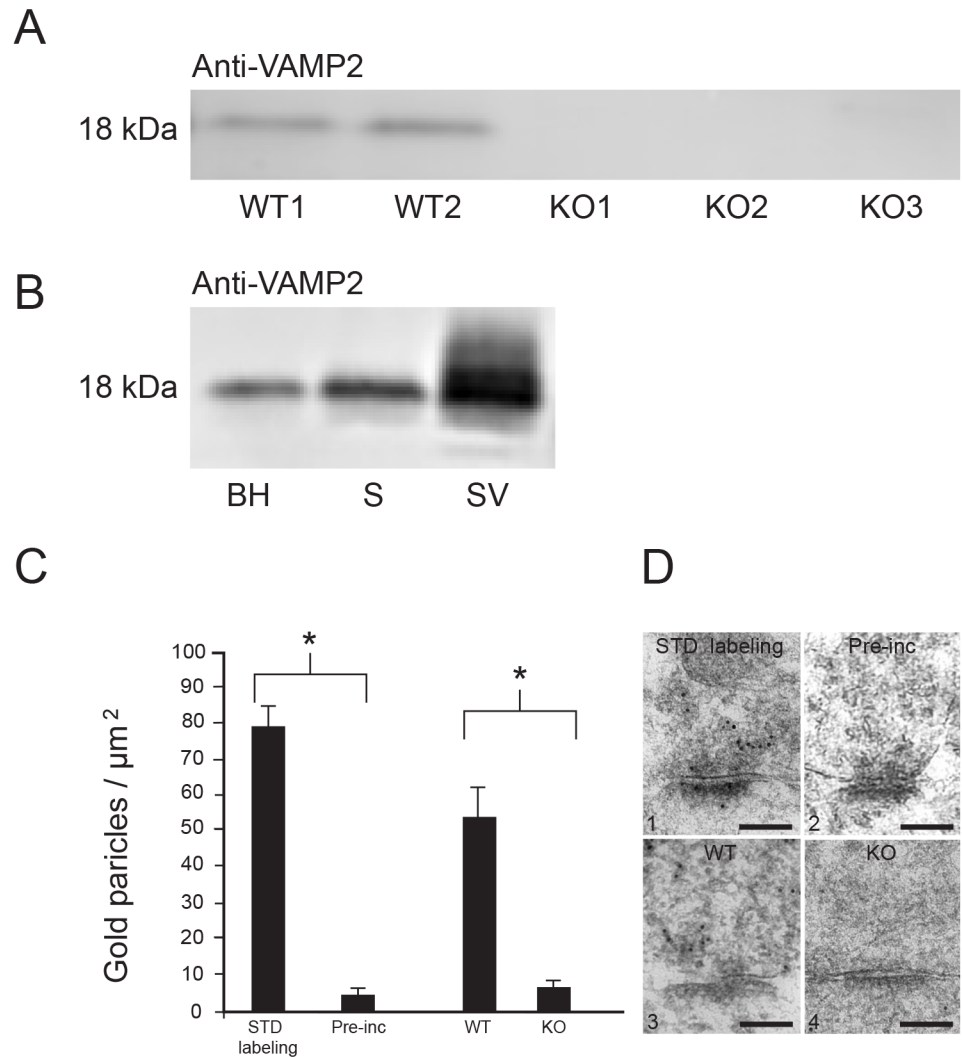 A
Anti-VAMP2
18 kDa
WT1 WT2 KO1 KO2 KO3
B
Anti-VAMP2
18 kDa
BH S SV
C
Gold paricles / µm 2
100
90
80
70
60
50
40
30
20
10
0
*
*
STD labeling
Pre-inc
WT
KO
D
STD labeling
1
Pre-inc
2
WT
3
KO
4